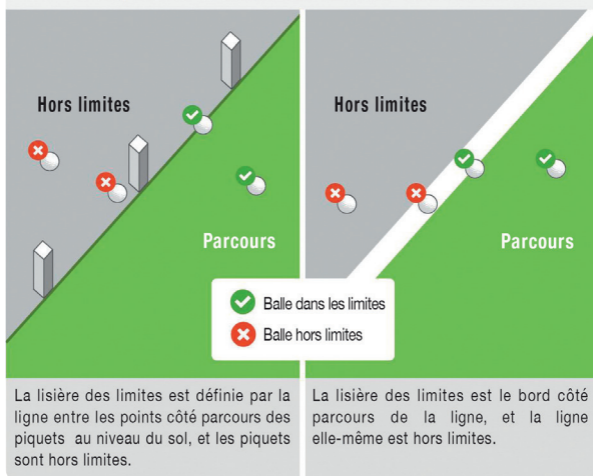 Hors limites
Parcours
Hors limites
Parcours
Balle dans les limites
Balle hors limites
La lisière des limites est définie par la
ligne entre les points côté parcours des
piquets au niveau du sol, et les piquets
sont hors limites.
La lisière des limites est le bord côté
parcours de la ligne, et la ligne
elle-même est hors limites.